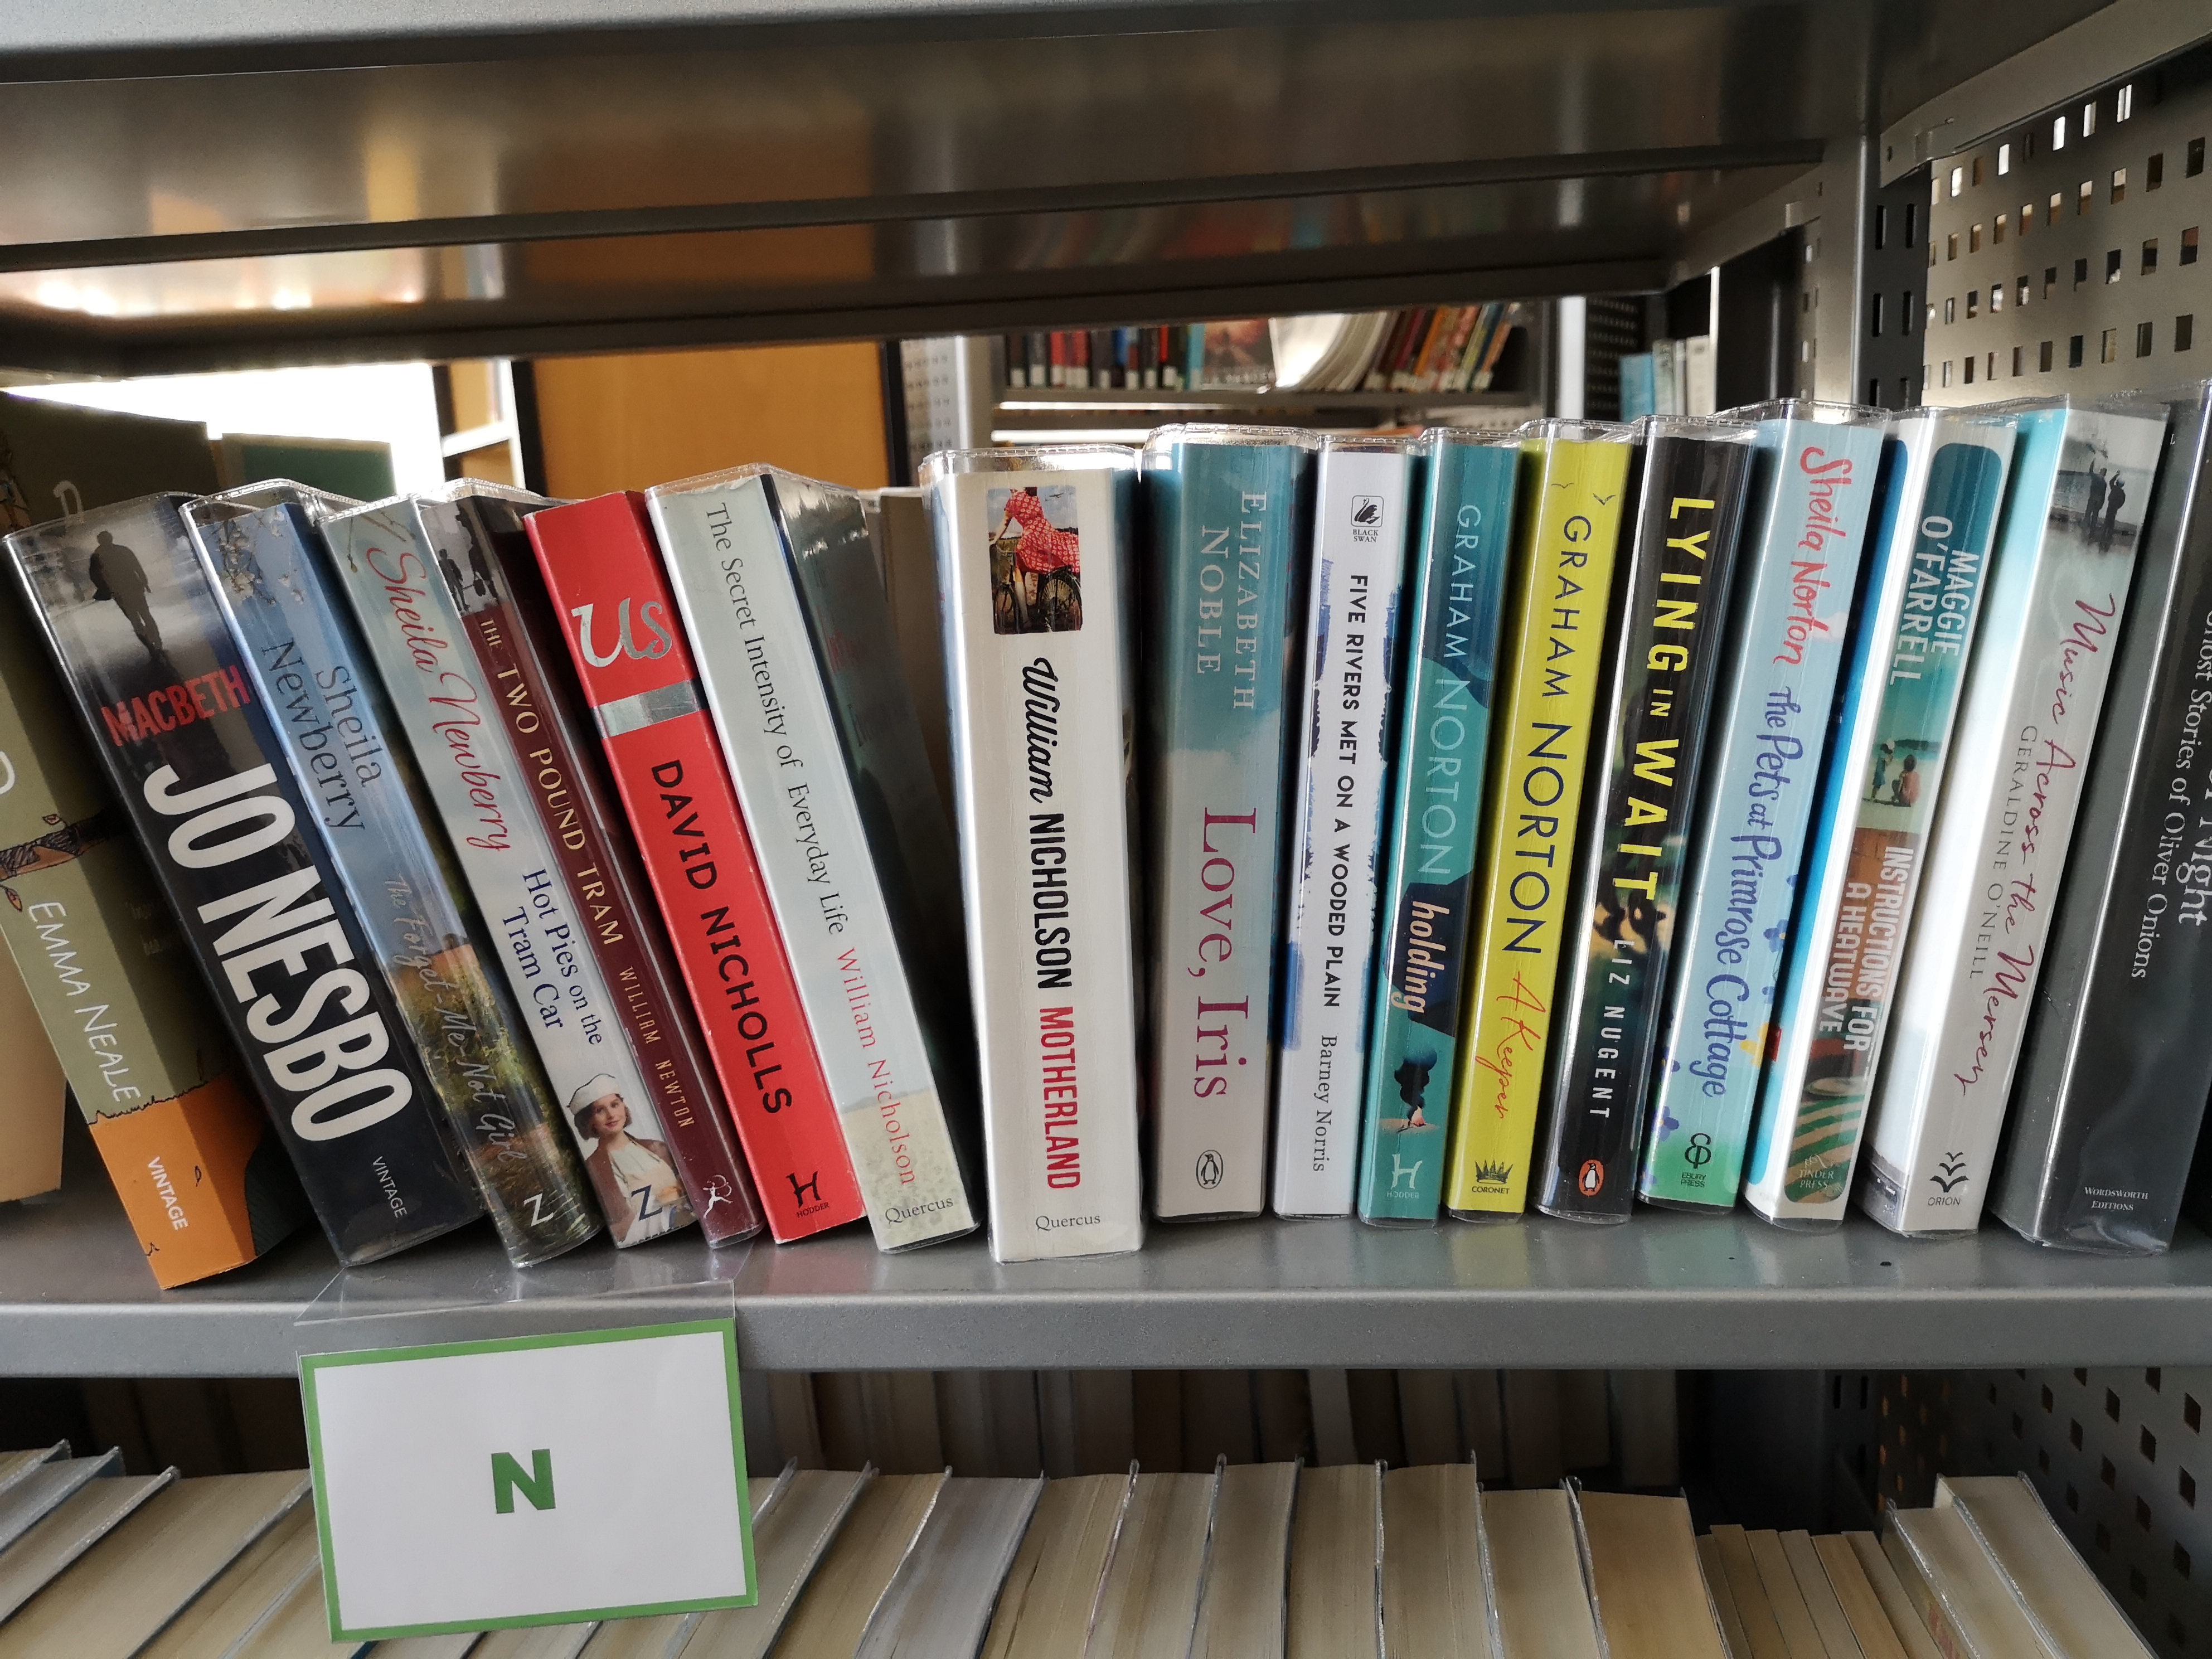 EMMA NEALE
VINTAGE
MACBETH
JO NESBO
VINTAGE
Sheila
Newberry
The Forget-Me-Not Girl
Z
Sheila Newberry
Hot Pies on the
Tram Car
Z
THE TWO POUND TRAM
WILLIAM NEWTON
us
DAVID NICHOLLS
HODDER
The Secret Intensity of Everyday Life
William Nicholson
Quercus
William NICHOLSON
MOTHERLAND
Quercus
ELIZABETH
NOBLE
Love, Iris
BLACK
SWAN
FIVE RIVERS MET ON A WOODED PLAIN
Barney Norris
GRAHAM NORTON
holding
HODDER
GRAHAM NORTON
A Keeper
CORONET
LYING IN WAIT
LIZ NUGENT
Sheila Norton
The Pets at Primrose Cottage
EBURY
PRESS
MAGGIE
O'FARRELL
INSTRUCTIONS FOR
A HEATWAVE
TINDER
PRESS
Music Across the Mersey
GERALDINE O'NEILL
ORION
Night
Ghost Stories of Oliver Onions
WORDSWORTH
EDITIONS
N